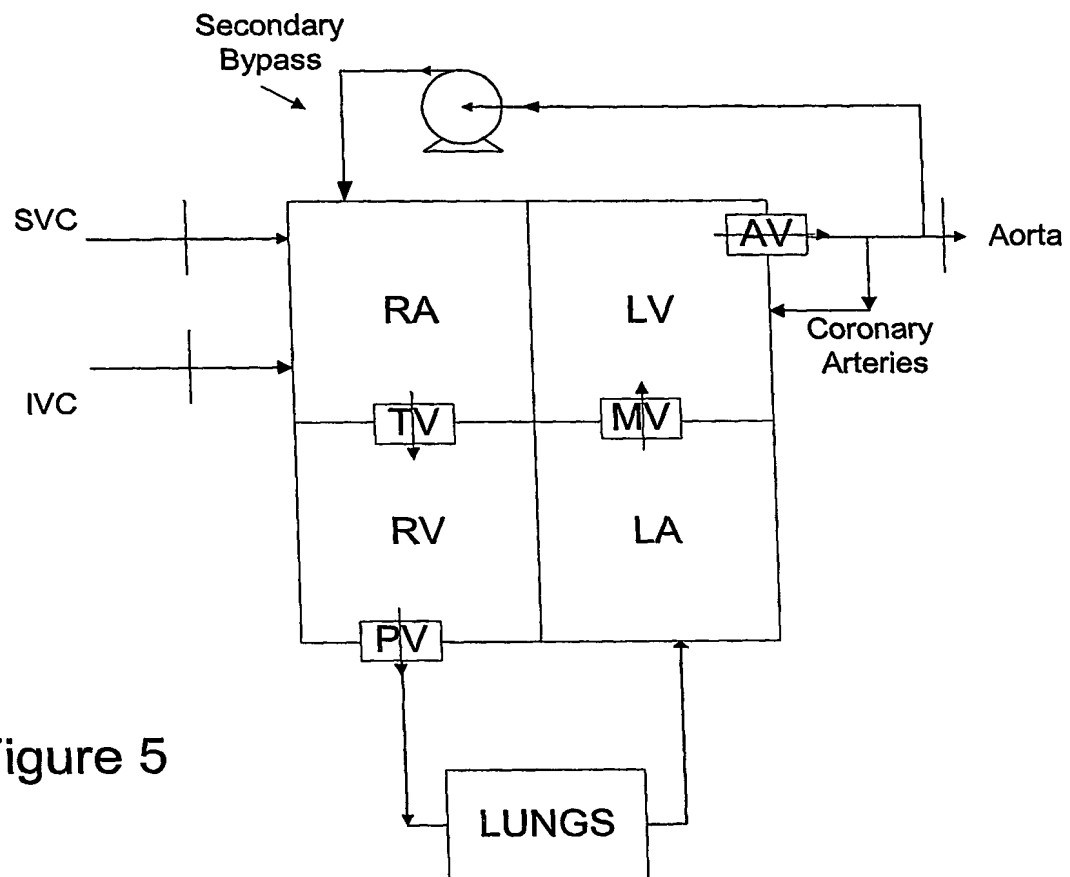 Secondary
Bypass
SVC
AV
Aorta
RA
LV
Coronary
Arteries
IVC
TV
MV
RV
LA
PV
igure 5
LUNGS